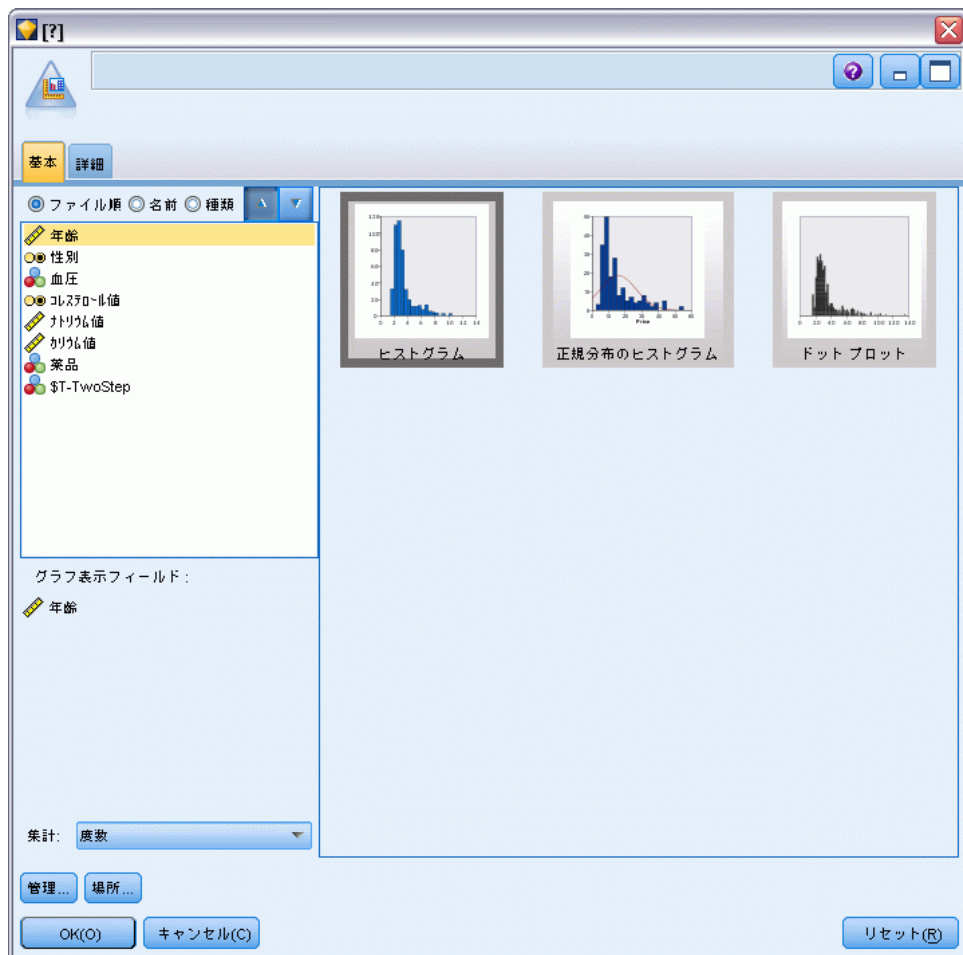 [?]
基本 詳細
ファイル順 名前 種類
年齢
性別
血圧
ｺﾚｽﾃﾛｰﾙ値
ﾅﾄﾘｳﾑ値
ｶﾘｳﾑ値
薬品
$T-TwoStep
ヒストグラム 正規分布のヒストグラム ドット プロット
グラフ表示フィールド:
年齢
集計: 度数
管理... 場所...
OK(O) キャンセル(C) リセット(R)